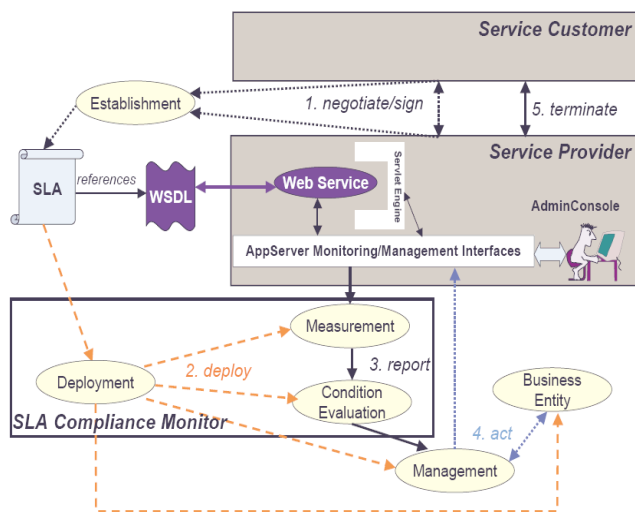 Service Customer
Establishment
1. negotiate/sign
5. terminate
Service Provider
SLA
references
WSDL
Web Service
Servlet Engine
AdminConsole
AppServer Monitoring/Management Interfaces
Measurement
2. deploy
3. report
Deployment
Condition
Evaluation
Business
Entity
SLA Compliance Monitor
4. act
Management